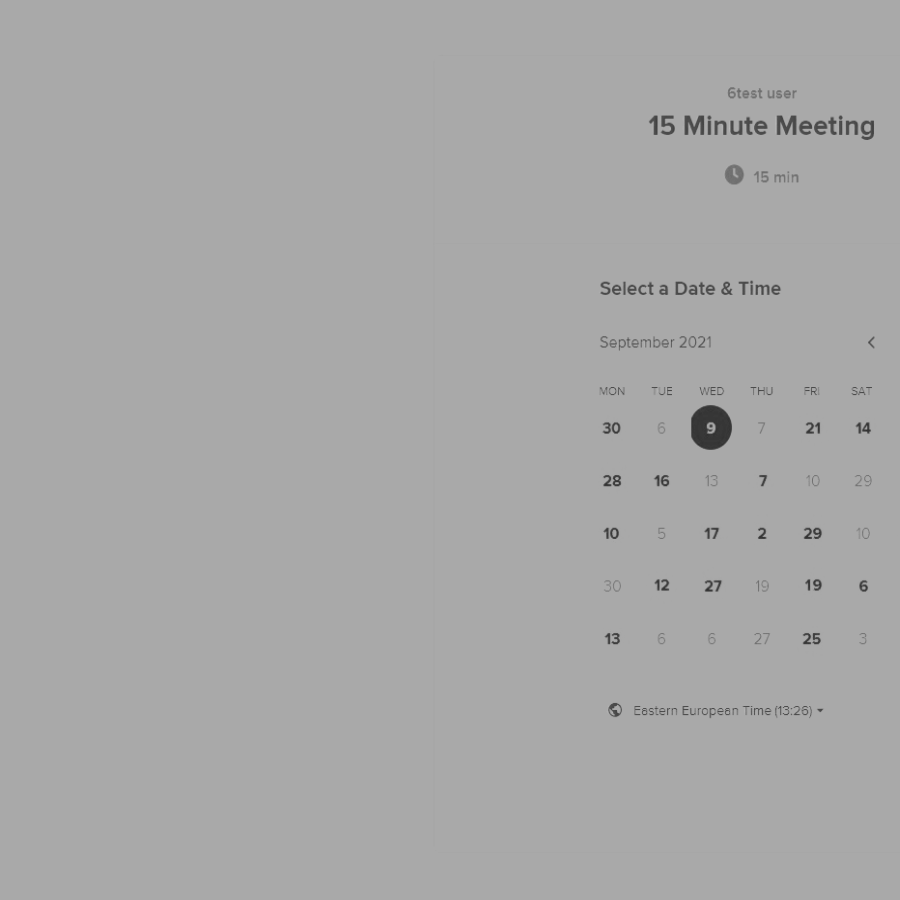 6test user
15 Minute Meeting
15 min
Select a Date & Time
September 2021
MON TUE WED THU FRI SAT
30 6 9 7 21 14
28 16 13 7 10 29
10 5 17 2 29 10
30 12 27 19 19 6
13 6 6 27 25 3
Eastern European Time (13:26)